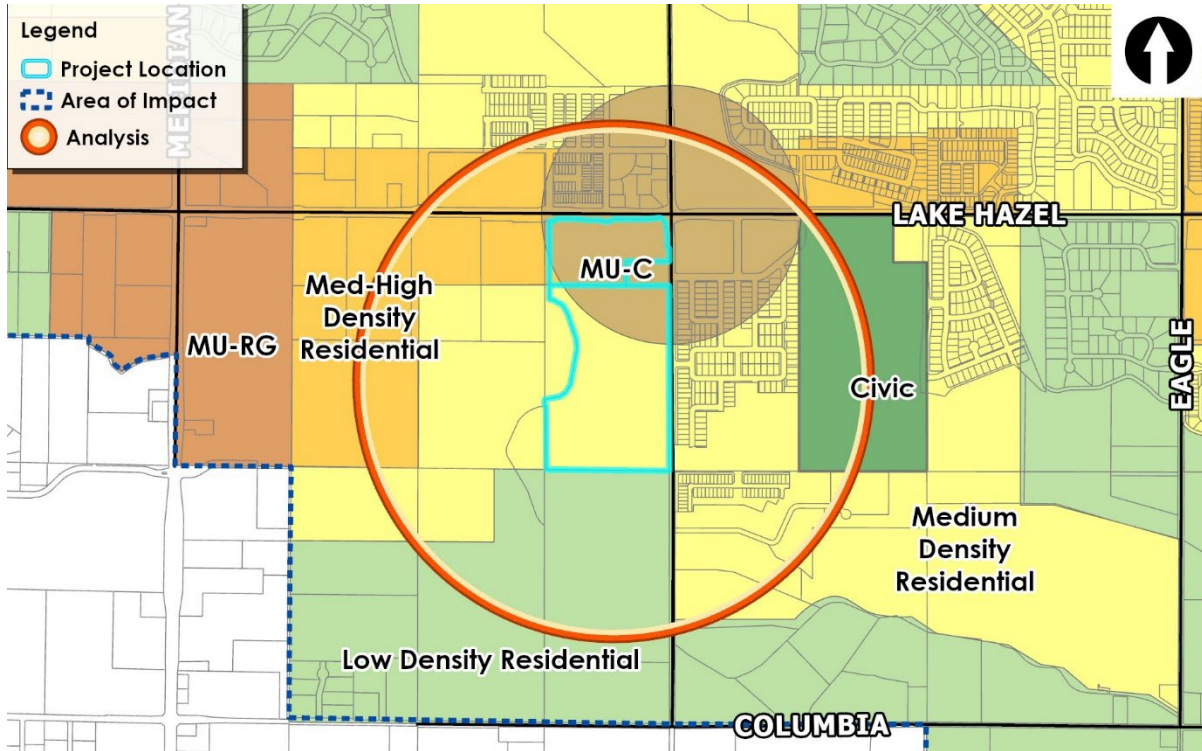 Legend
Project Location
Area of Impact
Analysis
MERIDIAN
LAKE HAZEL
MU-C
Med-High
Density
Residential
MU-RG
EAGLE
Civic
Medium
Density
Residential
Low Density Residential
COLUMBIA